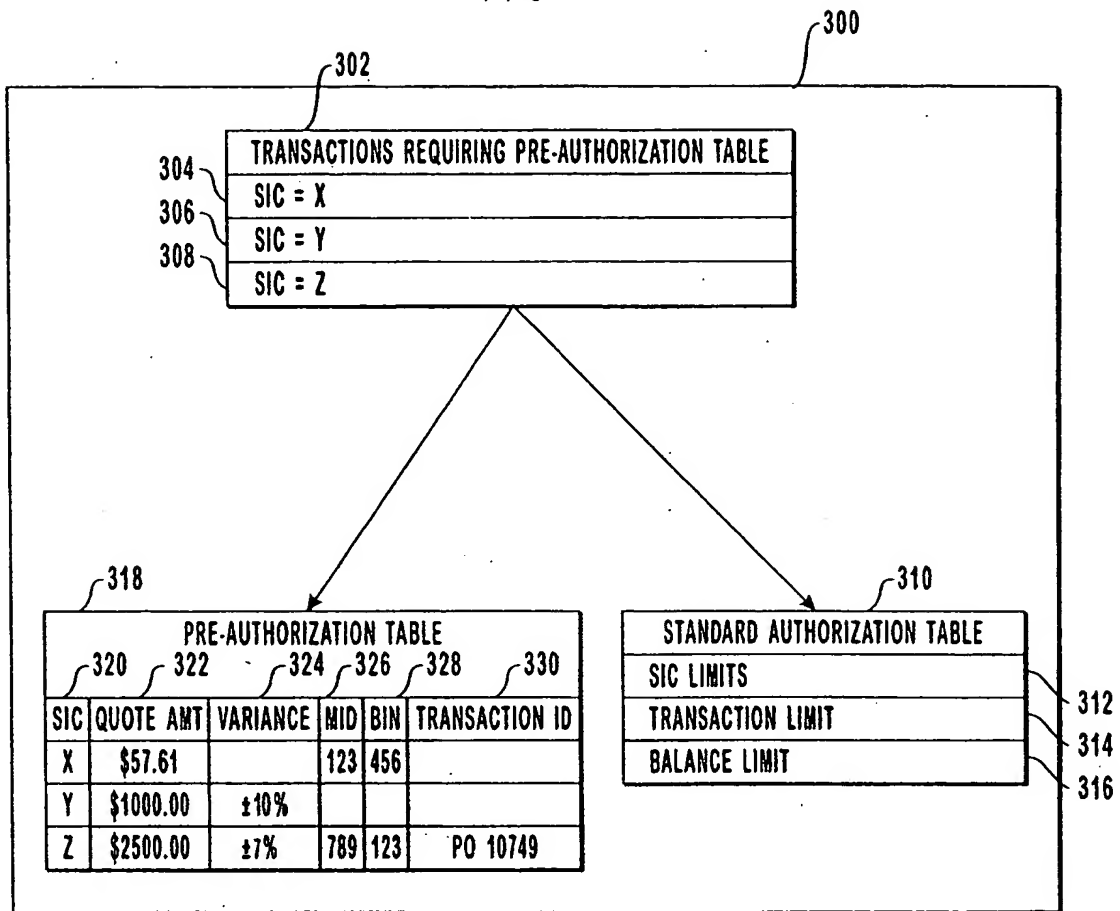 300
302
TRANSACTIONS REQUIRING PRE-AUTHORIZATION TABLE
304
SIC = X
306
SIC = Y
308
SIC = Z
318
PRE-AUTHORIZATION TABLE
320 322 324 326 328 330
SIC QUOTE AMT VARIANCE MID BIN TRANSACTION ID
X $57.61 123 456
Y $1000.00 ±10%
Z $2500.00 ±7% 789 123 PO 10749
310
STANDARD AUTHORIZATION TABLE
SIC LIMITS
312
TRANSACTION LIMIT
314
BALANCE LIMIT
316